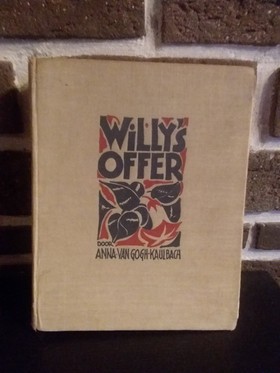 WILLY'S
OFFER
DOOR
ANNA VAN GOGH-KAULBACH